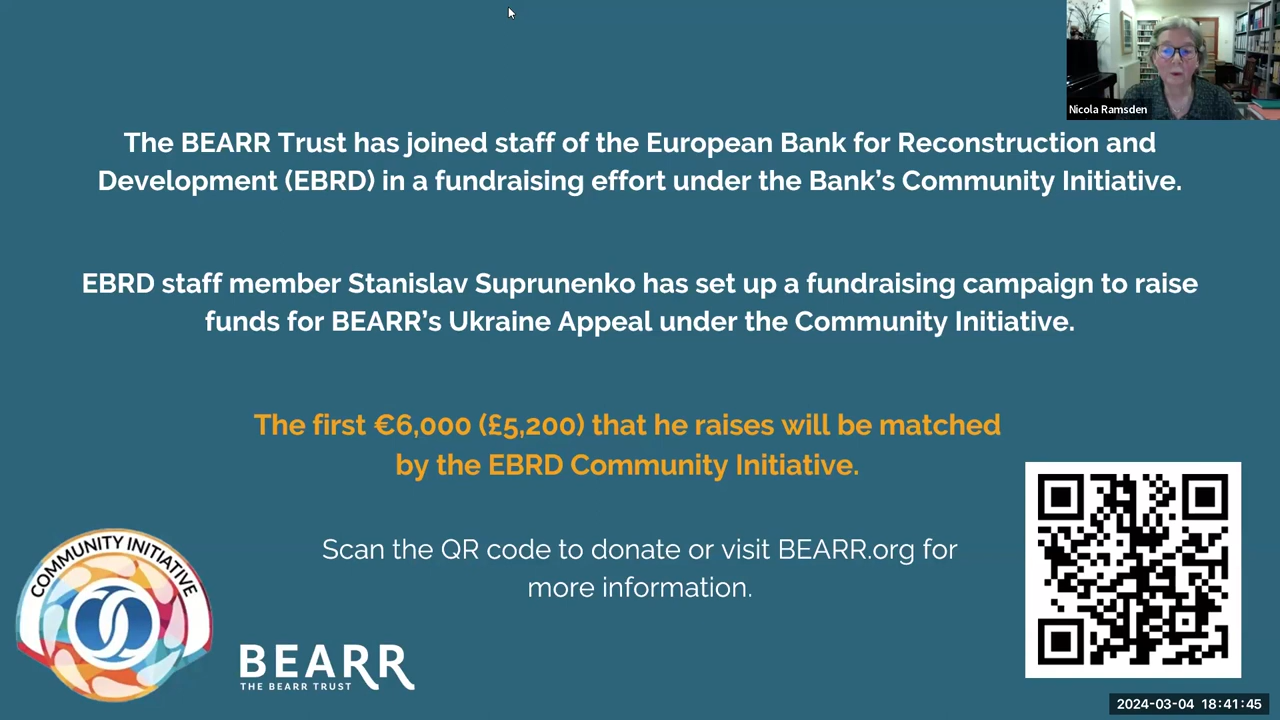 Nicola Ramsden
The BEARR Trust has joined staff of the European Bank for Reconstruction and
Development (EBRD) in a fundraising effort under the Bank’s Community Initiative.
EBRD staff member Stanislav Suprunenko has set up a fundraising campaign to raise
funds for BEARR’s Ukraine Appeal under the Community Initiative.
The first €6,000 (£5,200) that he raises will be matched
by the EBRD Community Initiative.
Scan the QR code to donate or visit BEARR.org for
more information.
COMMUNITY INITIATIVE
BEARR
THE BEARR TRUST
2024-03-04 18:41:45